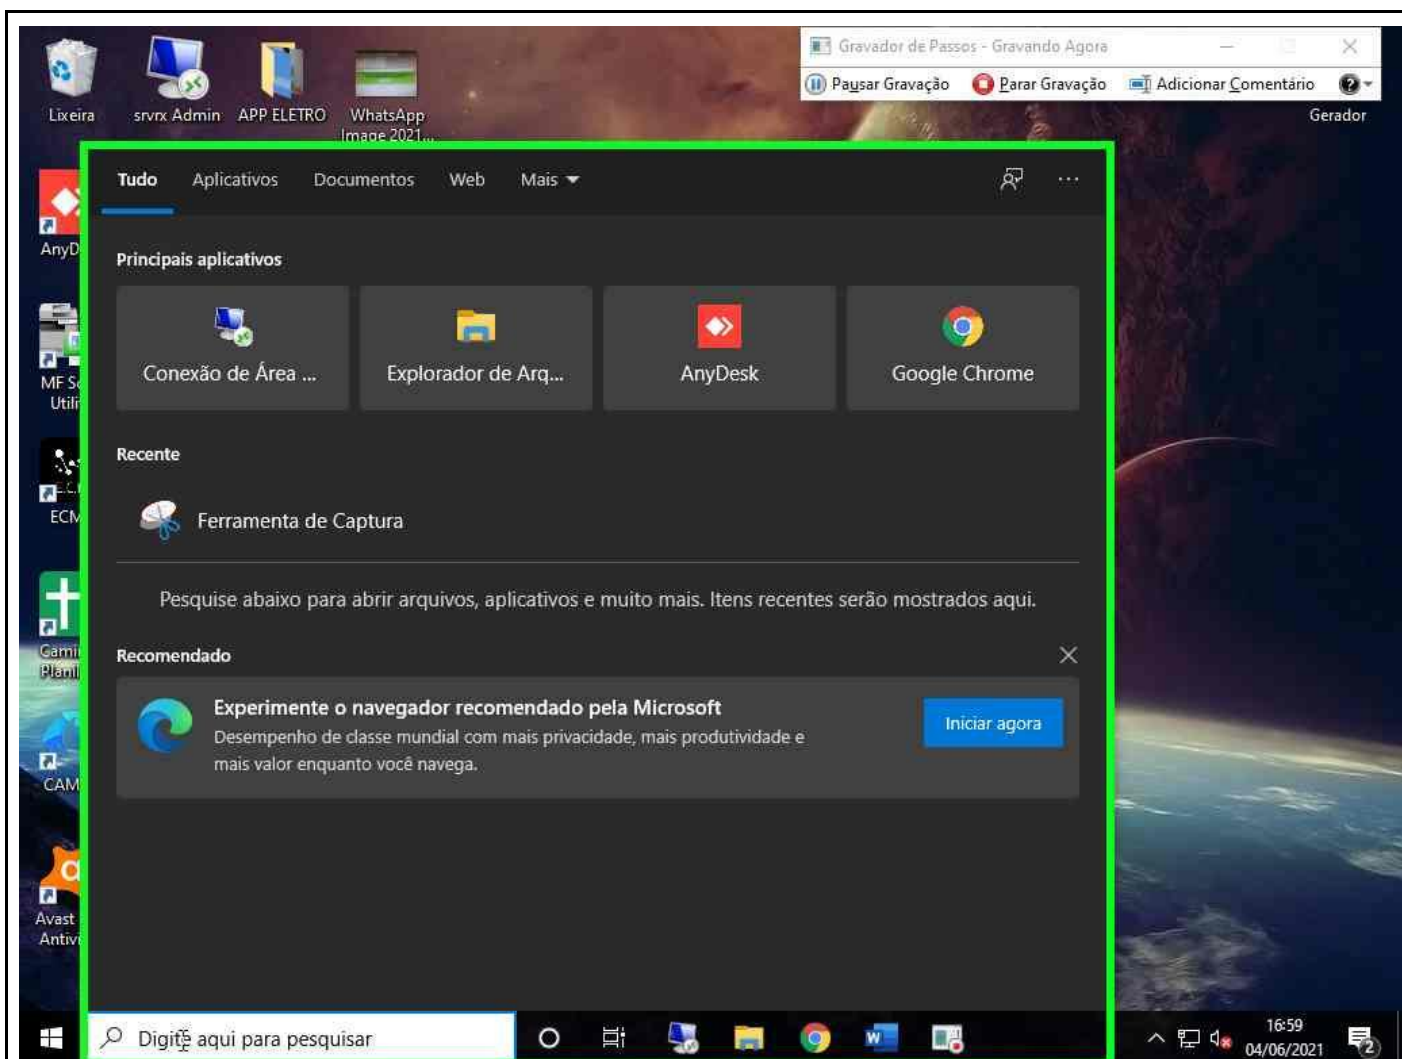 Gravador de Passos - Gravando Agora
Pausar Gravação Parar Gravação Adicionar Comentário
Lixeira
srvrx Admin
APP ELETRO
WhatsApp
Image 2021...
Gerador
Tudo Aplicativos Documentos Web Mais
AnyD
Principais aplicativos
Conexão de Área ...
Explorador de Arq...
AnyDesk
Google Chrome
MF Sc
Utili
Recente
ECM
Ferramenta de Captura
Pesquise abaixo para abrir arquivos, aplicativos e muito mais. Itens recentes serão mostrados aqui.
Gami
Planil
Recomendado
Experimente o navegador recomendado pela Microsoft
Desempenho de classe mundial com mais privacidade, mais produtividade e
mais valor enquanto você navega.
Iniciar agora
CAM
Avast
Antivi
Digite aqui para pesquisar
16:59
04/06/2021
2